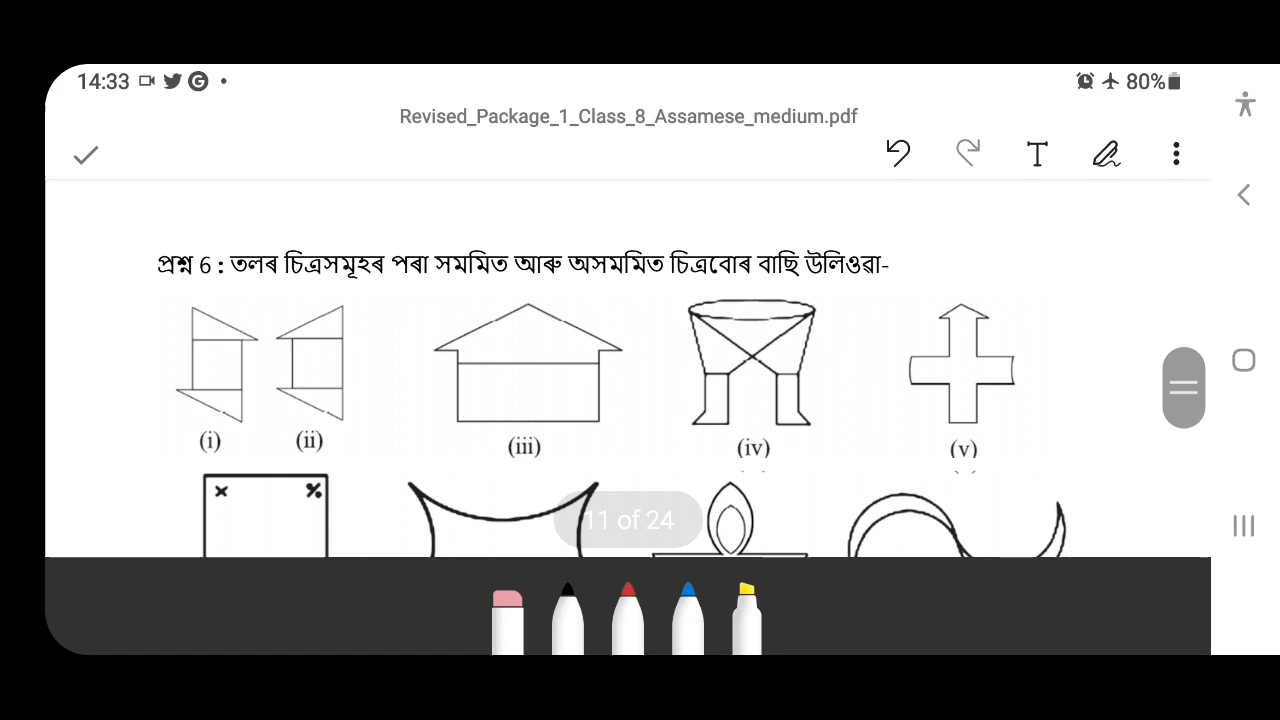 14:33
80%
Revised_Package_1_Class_8_Assamese_medium.pdf
প্ৰশ্ন 6 : তলৰ চিত্ৰসমূহৰ পৰা সমমিত আৰু অসমমিত চিত্ৰবোৰ বাছি উলিওৱা-
(i) (ii) (iii) (iv) (v)
× %
11 of 24